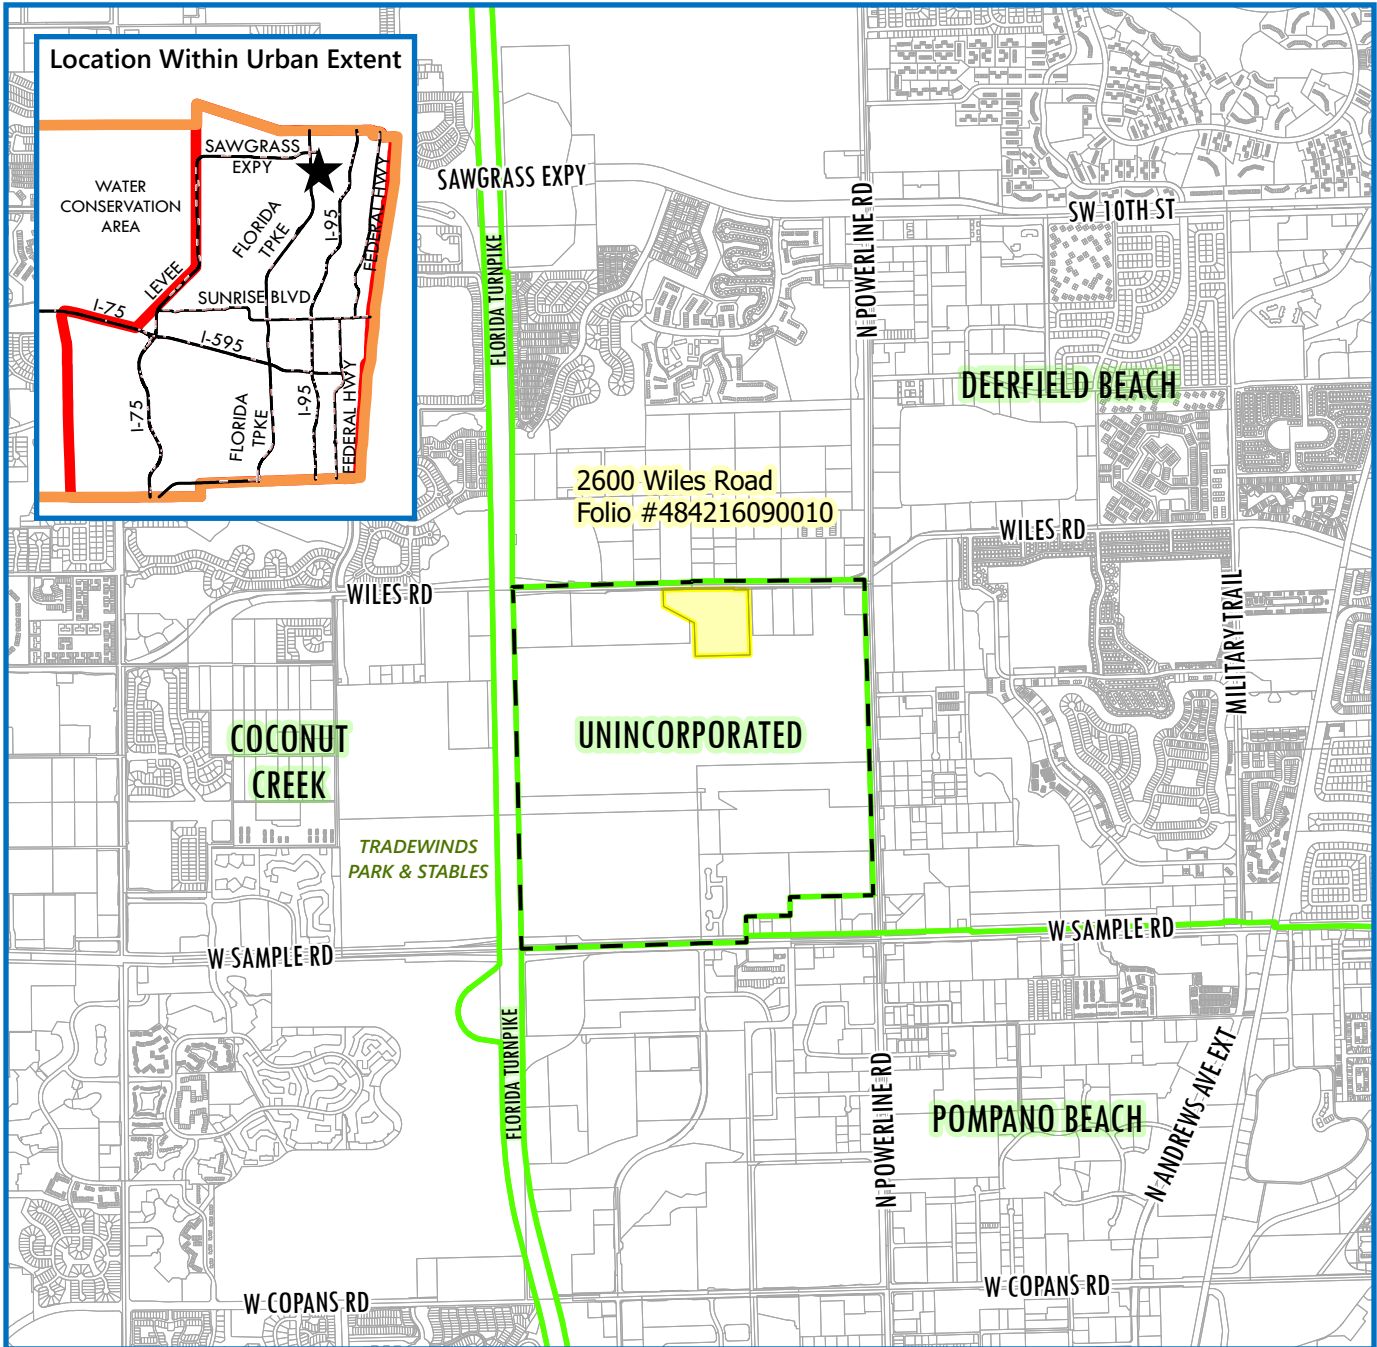 Location Within Urban Extent
SAWGRASS
EXPY
WATER
CONSERVATION
AREA
FLORIDA
TPKE
I-95
FEDERAL HWY
LEVEE
I-75
SUNRISE BLVD
I-595
I-75
FLORIDA
TPKE
I-95
FEDERAL HWY
SAWGRASS EXPY
FLORIDA TURNPIKE
N POWERLINE RD
SW 10TH ST
DEERFIELD BEACH
2600 Wiles Road
Folio #484216090010
WILES RD
WILES RD
MILITARY TRAIL
COCONUT
CREEK
UNINCORPORATED
TRADEWINDS
PARK & STABLES
W SAMPLE RD
W SAMPLE RD
FLORIDA TURNPIKE
N POWERLINE RD
POMPANO BEACH
N ANDREWS AVE EXT
W COPANS RD
W COPANS RD